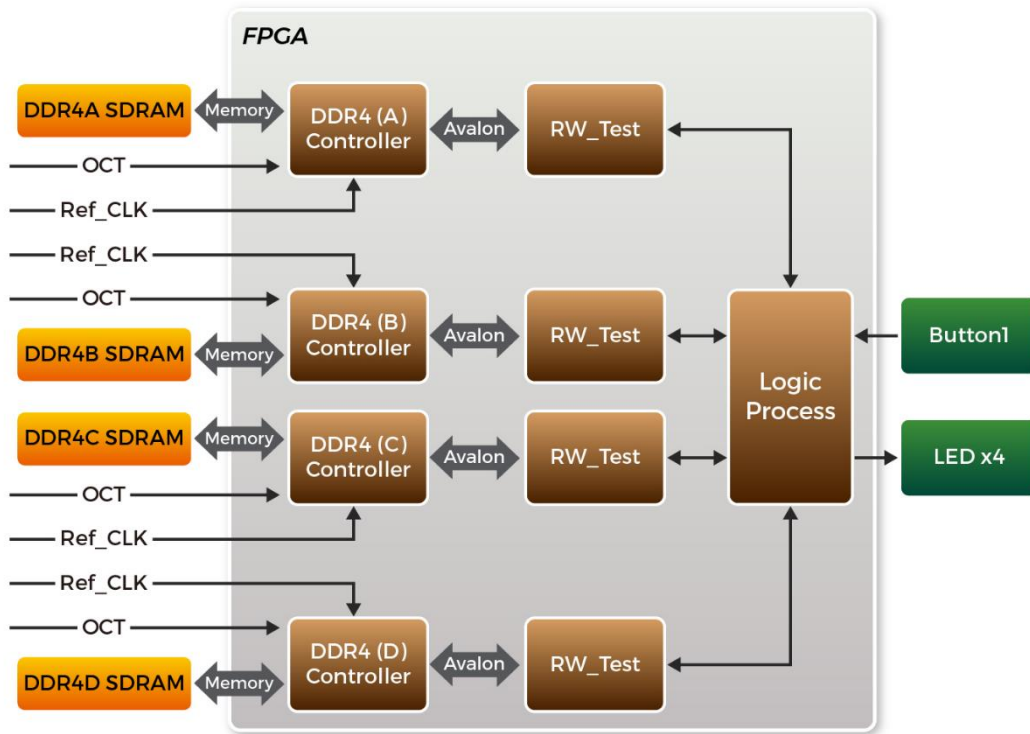 FPGA
DDR4A SDRAM
Memory
DDR4 (A)
Controller
Avalon
RW_Test
OCT
Ref_CLK
Ref_CLK
OCT
DDR4 (B)
Controller
Avalon
RW_Test
DDR4B SDRAM
Memory
Logic
Process
Button1
DDR4C SDRAM
Memory
DDR4 (C)
Controller
Avalon
RW_Test
LED x4
OCT
Ref_CLK
Ref_CLK
OCT
DDR4 (D)
Controller
Avalon
RW_Test
DDR4D SDRAM
Memory